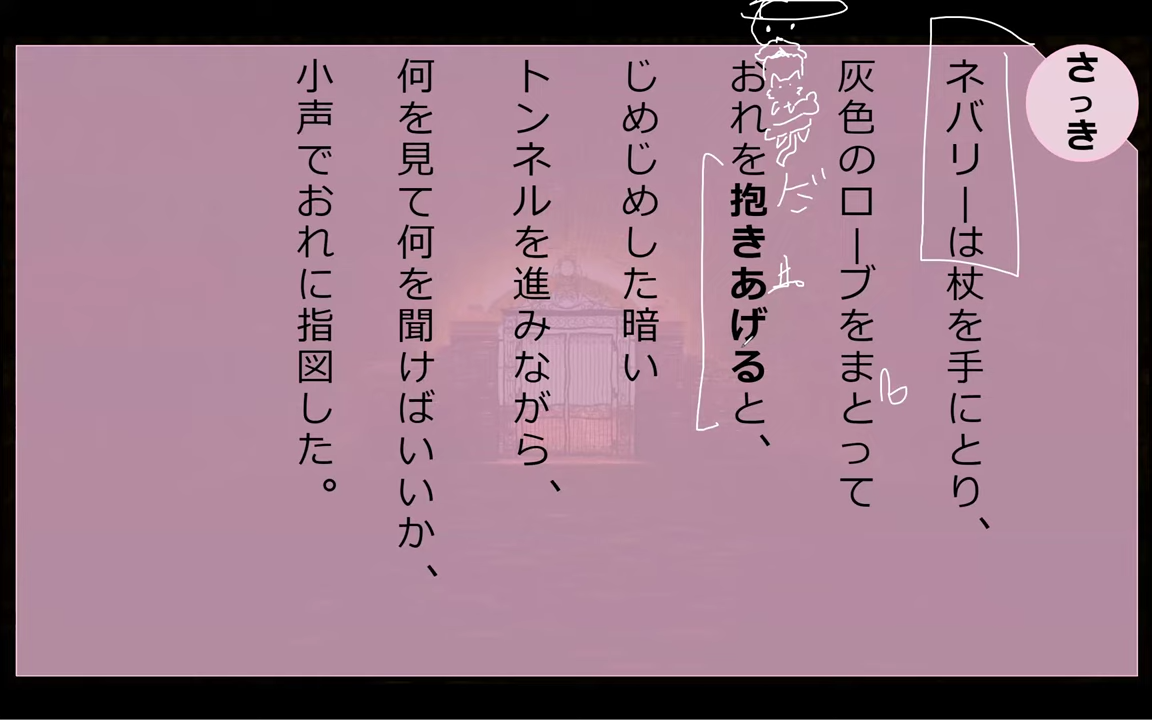 さっき
ネバリーは杖を手にとり、
灰色のローブをまとって
おれを抱きあげると、
じめじめした暗い
トンネルを進みながら、
何を見て何を聞けばいいか、
小声でおれに指図した。